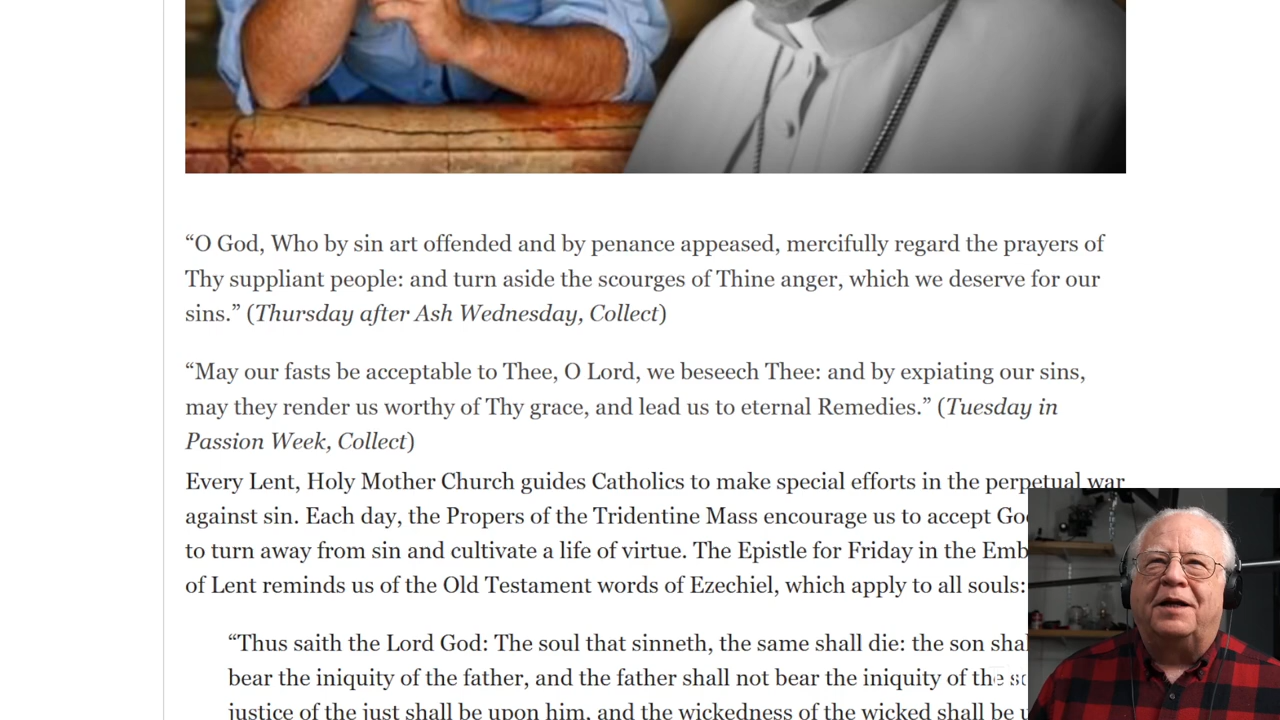 “O God, Who by sin art offended and by penance appeased, mercifully regard the prayers of
Thy suppliant people: and turn aside the scourges of Thine anger, which we deserve for our
sins.” (Thursday after Ash Wednesday, Collect)
“May our fasts be acceptable to Thee, O Lord, we beseech Thee: and by expiating our sins,
may they render us worthy of Thy grace, and lead us to eternal Remedies.” (Tuesday in
Passion Week, Collect)
Every Lent, Holy Mother Church guides Catholics to make special efforts in the perpetual war
against sin. Each day, the Propers of the Tridentine Mass encourage us to accept
to turn away from sin and cultivate a life of virtue. The Epistle for Friday in the
of Lent reminds us of the Old Testament words of Ezechiel, which apply to all souls:
“Thus saith the Lord God: The soul that sinneth, the same shall die: the son
bear the iniquity of the father, and the father shall not bear the iniquity of the
justice of the just shall be upon him, and the wickedness of the wicked shall be